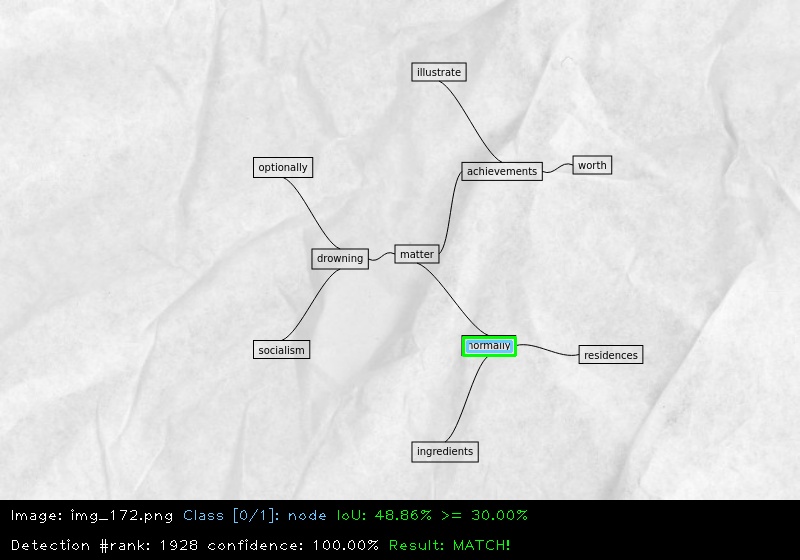 illustrate
optionally
achievements
worth
drowning
matter
socialism
normally
residences
ingredients
Image: img_172.png Class [0/1]: node IoU: 48.86% >= 30.00%
Detection #rank: 1928 confidence: 100.00% Result: MATCH!